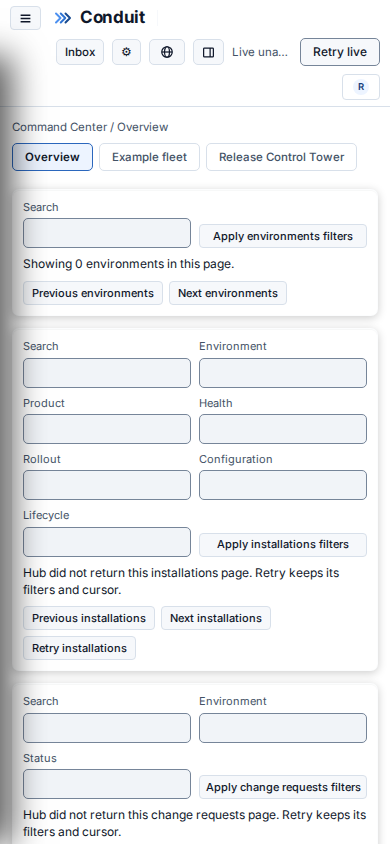 Conduit
Inbox
Live una...
Retry live
R
Command Center / Overview
Overview
Example fleet
Release Control Tower
Search
Apply environments filters
Showing 0 environments in this page.
Previous environments
Next environments
Search
Environment
Product
Health
Rollout
Configuration
Lifecycle
Apply installations filters
Hub did not return this installations page. Retry keeps its
filters and cursor.
Previous installations
Next installations
Retry installations
Search
Environment
Status
Apply change requests filters
Hub did not return this change requests page. Retry keeps its
filters and cursor.